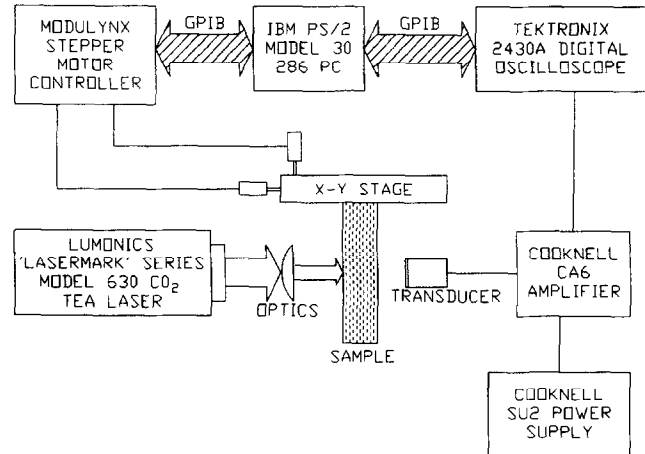 MODULYNX
STEPPER
MOTOR
CONTROLLER
GPIB
IBM PS/2
MODEL 30
286 PC
GPIB
TEKTRONIX
2430A DIGITAL
OSCILLOSCOPE
X-Y STAGE
LUMONICS
'LASERMARK' SERIES
MODEL 630 CO₂
TEA LASER
OPTICS
SAMPLE
TRANSDUCER
COOKNELL
CA6
AMPLIFIER
COOKNELL
SU2 POWER
SUPPLY